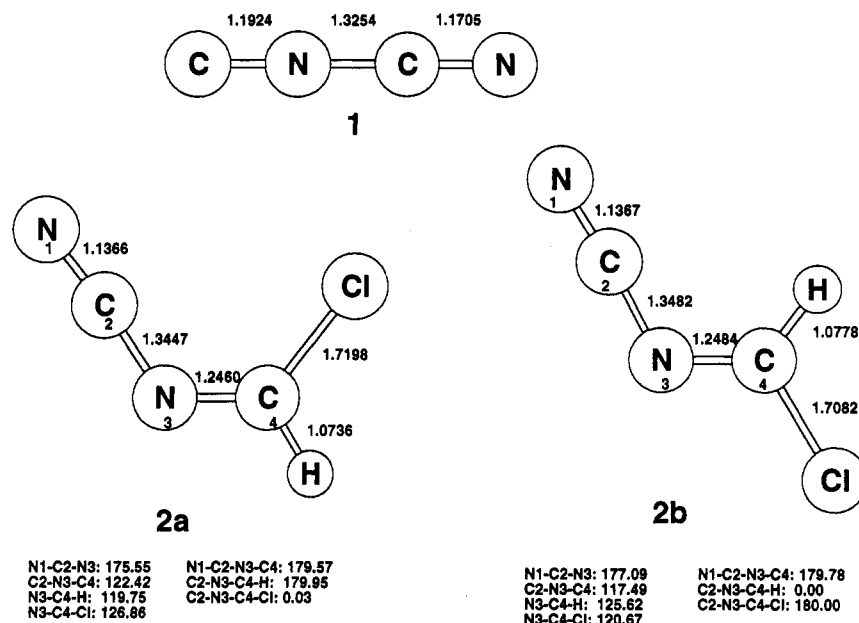 1.1924 1.3254 1.1705
C N C N
1
N
1
1.1366
C
2
Cl
1.3447
1.7198
1.2460
N C
3 4
1.0736
H
2a
N1-C2-N3: 175.55 N1-C2-N3-C4: 179.57
C2-N3-C4: 122.42 C2-N3-C4-H: 179.95
N3-C4-H: 119.75 C2-N3-C4-Cl: 0.03
N3-C4-Cl: 126.86
N
1
1.1367
C
2
H
1.3482
1.0778
1.2484
N C
3 4
1.7082
Cl
2b
N1-C2-N3: 177.09 N1-C2-N3-C4: 179.78
C2-N3-C4: 117.49 C2-N3-C4-H: 0.00
N3-C4-H: 125.62 C2-N3-C4-Cl: 180.00
N3-C4-Cl: 120.67